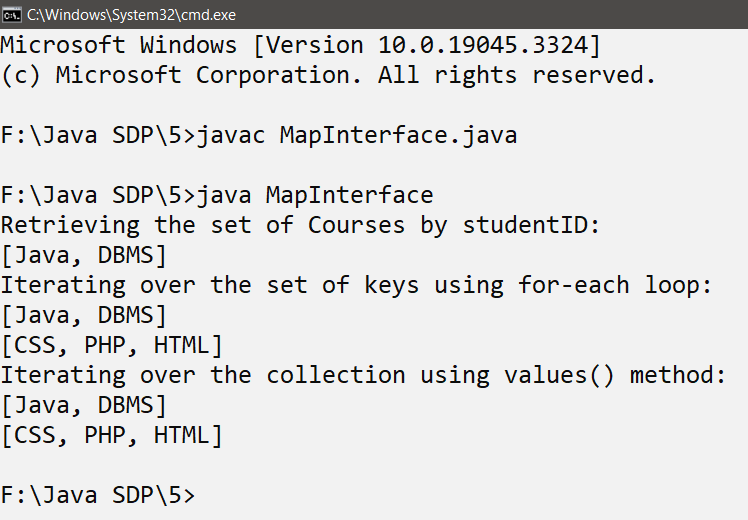 C:\Windows\System32\cmd.exe
Microsoft Windows [Version 10.0.19045.3324]
(c) Microsoft Corporation. All rights reserved.
F:\Java SDP\5>javac MapInterface.java
F:\Java SDP\5>java MapInterface
Retrieving the set of Courses by studentID:
[Java, DBMS]
Iterating over the set of keys using for-each loop:
[Java, DBMS]
[CSS, PHP, HTML]
Iterating over the collection using values() method:
[Java, DBMS]
[CSS, PHP, HTML]
F:\Java SDP\5>